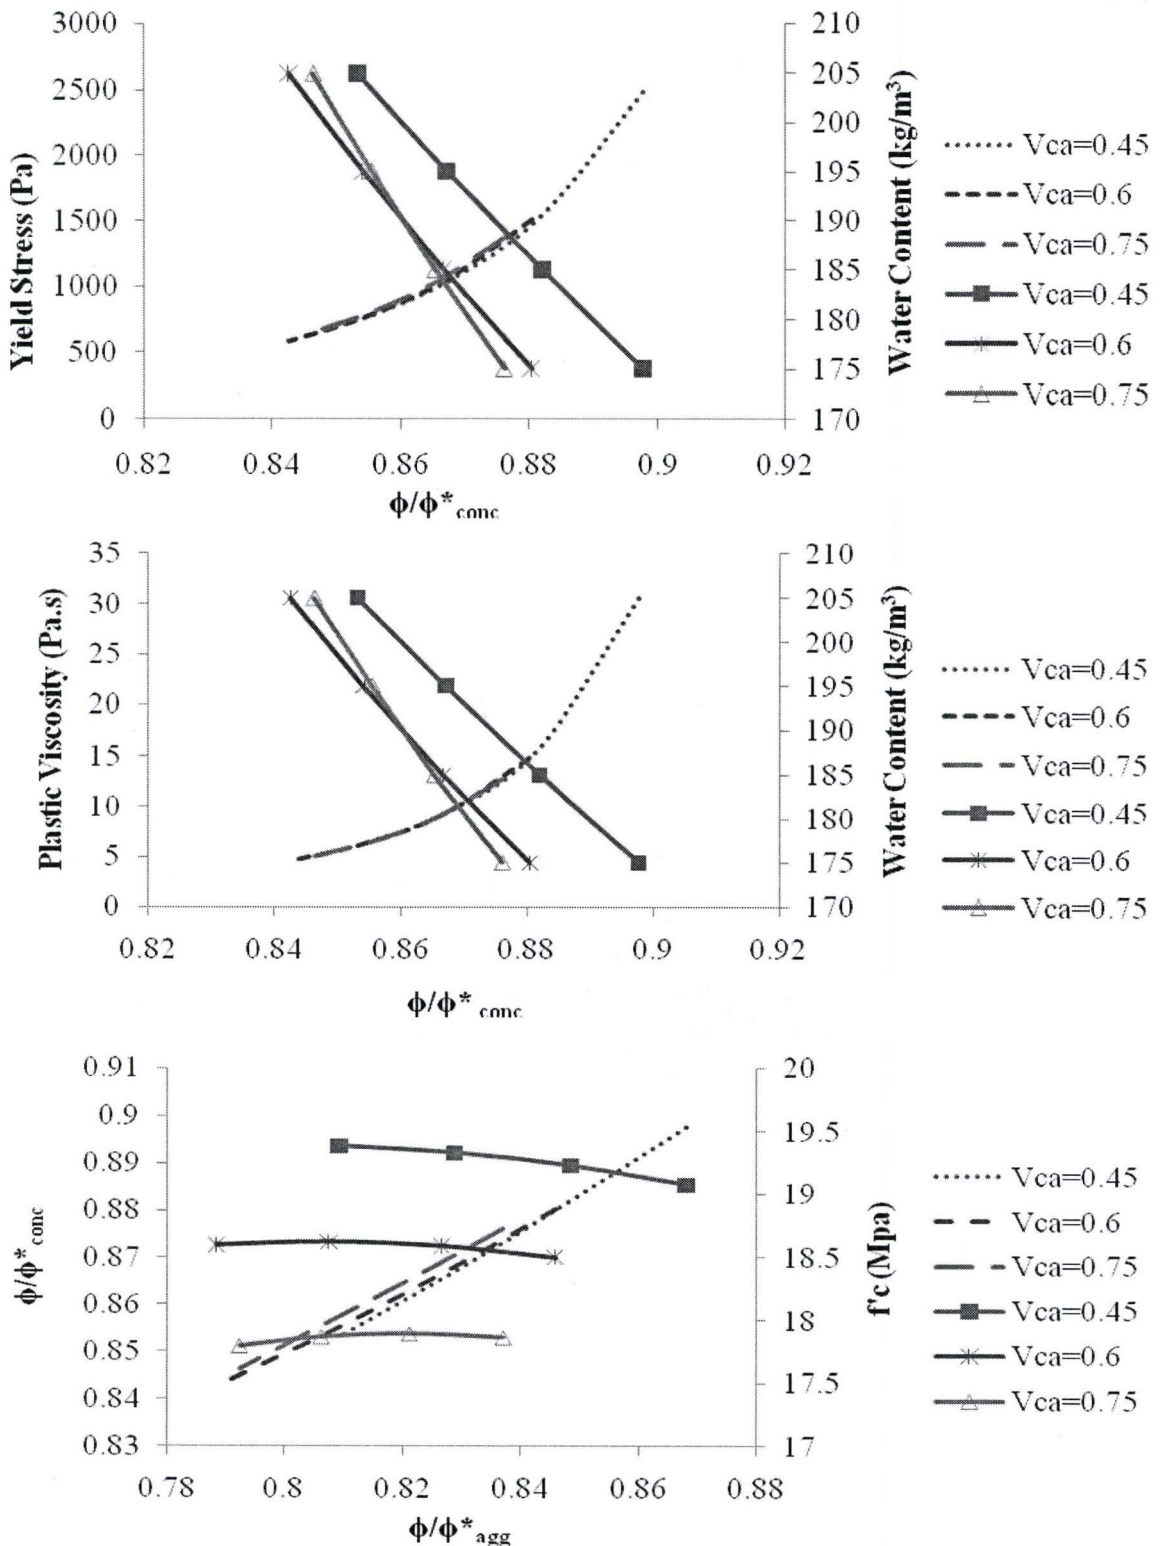 3000
2500
2000
1500
1000
500
0
Yield Stress (Pa)
210
205
200
195
190
185
180
175
170
Water Content (kg/m³)
0.82 0.84 0.86 0.88 0.9 0.92
ϕ/ϕ*conc
Vca=0.45
Vca=0.6
Vca=0.75
Vca=0.45
Vca=0.6
Vca=0.75
35
30
25
20
15
10
5
0
Plastic Viscosity (Pa.s)
210
205
200
195
190
185
180
175
170
Water Content (kg/m³)
0.82 0.84 0.86 0.88 0.9 0.92
ϕ/ϕ* conc
Vca=0.45
Vca=0.6
Vca=0.75
Vca=0.45
Vca=0.6
Vca=0.75
0.91
0.9
0.89
0.88
0.87
0.86
0.85
0.84
0.83
ϕ/ϕ*conc
20
19.5
19
18.5
18
17.5
17
f'c (Mpa)
0.78 0.8 0.82 0.84 0.86 0.88
ϕ/ϕ*agg
Vca=0.45
Vca=0.6
Vca=0.75
Vca=0.45
Vca=0.6
Vca=0.75